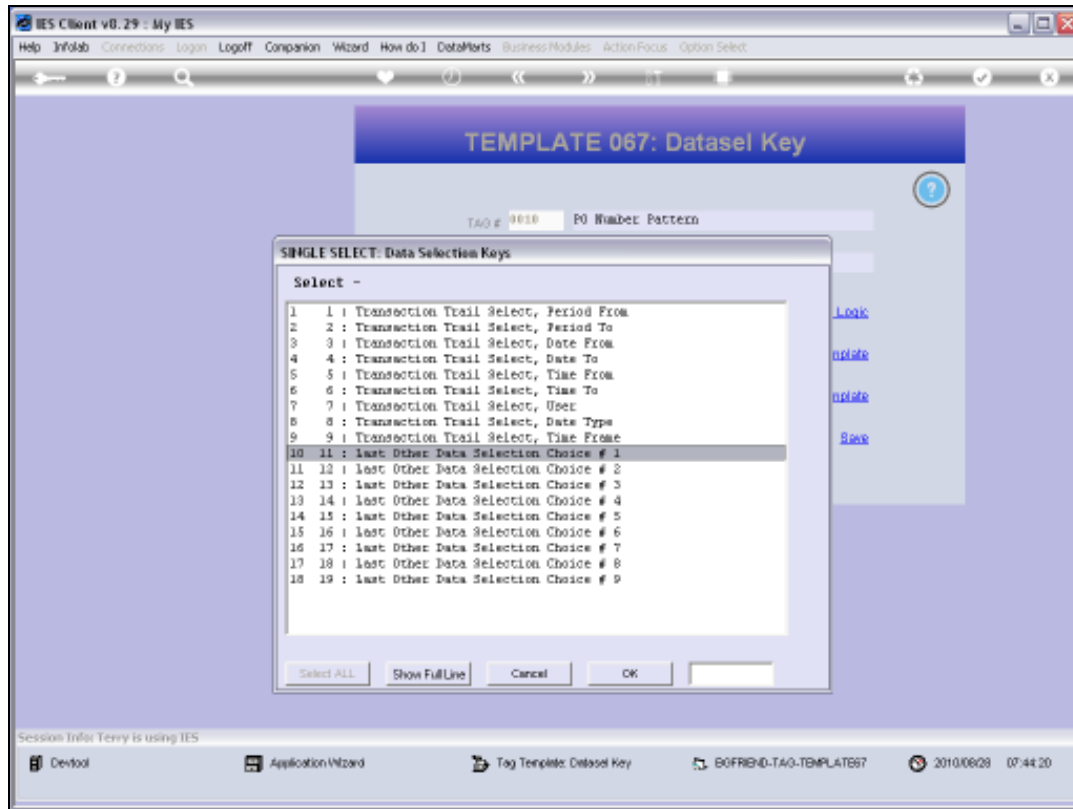 IES Client v8.29 : My IES
Help Infolab Connections Logon Logoff Companion Wizard How do I DataMarts Business Modules Action Focus Option Select
TEMPLATE 067: Datasel Key
TAG # 0010 PO Number Pattern
SINGLE SELECT: Data Selection Keys
Select -
1 1 : Transaction Trail Select, Period From
2 2 : Transaction Trail Select, Period To
3 3 : Transaction Trail Select, Date From
4 4 : Transaction Trail Select, Date To
5 5 : Transaction Trail Select, Time From
6 6 : Transaction Trail Select, Time To
7 7 : Transaction Trail Select, User
8 8 : Transaction Trail Select, Date Type
9 9 : Transaction Trail Select, Time Frame
10 11 : last Other Data Selection Choice # 1
11 12 : last Other Data Selection Choice # 2
12 13 : last Other Data Selection Choice # 3
13 14 : last Other Data Selection Choice # 4
14 15 : last Other Data Selection Choice # 5
15 16 : last Other Data Selection Choice # 6
16 17 : last Other Data Selection Choice # 7
17 18 : last Other Data Selection Choice # 8
18 19 : last Other Data Selection Choice # 9
Logic
mplate
mplate
Save
Select ALL Show Full Line Cancel OK
Session Info: Terry is using IES
Devtool Application Wizard Tag Template: Datasel Key BGFRIEND-TAG-TEMPLATE67 2010/08/28 07:44:20